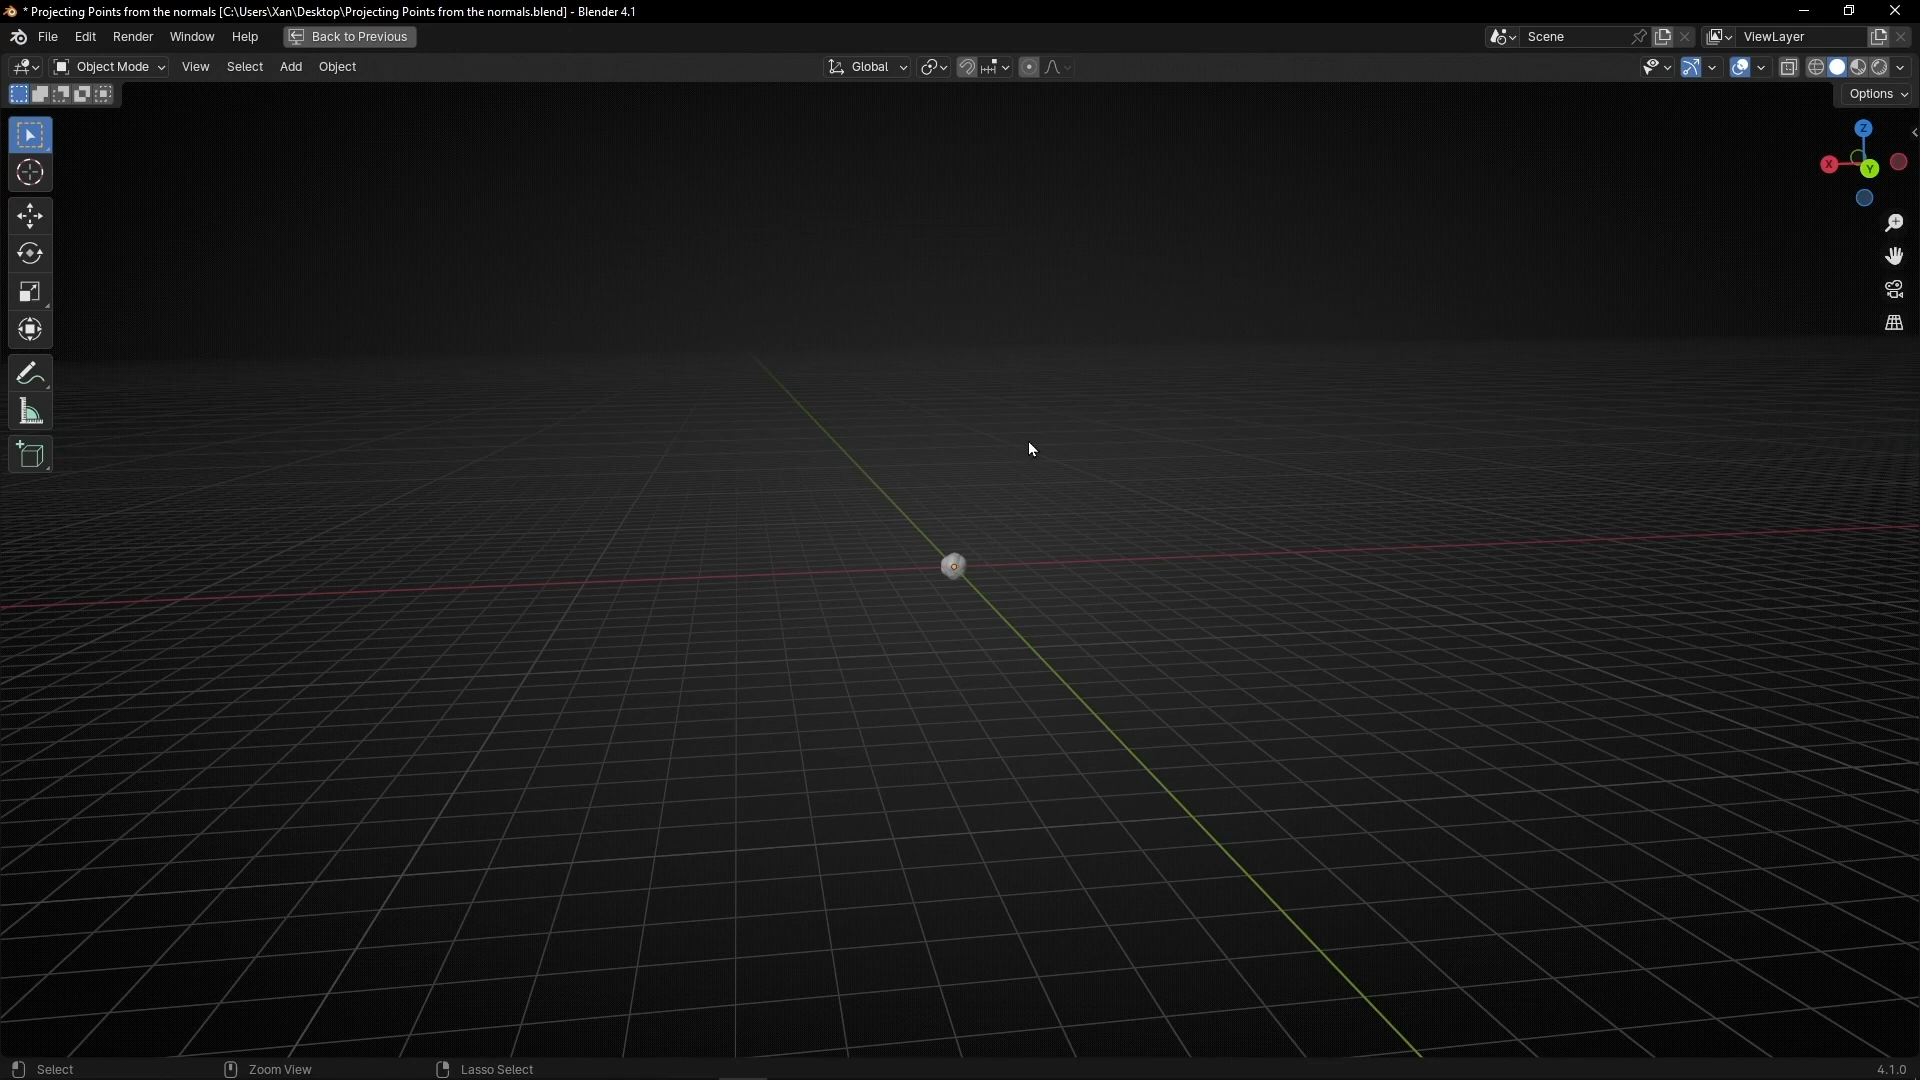 * Projecting Points from the normals [C:\Users\Xan\Desktop\Projecting Points from the normals.blend] - Blender 4.1
File Edit Render Window Help Back to Previous Scene ViewLayer
Object Mode View Select Add Object Global
Options
Z
X Y
Select Zoom View Lasso Select 4.1.0